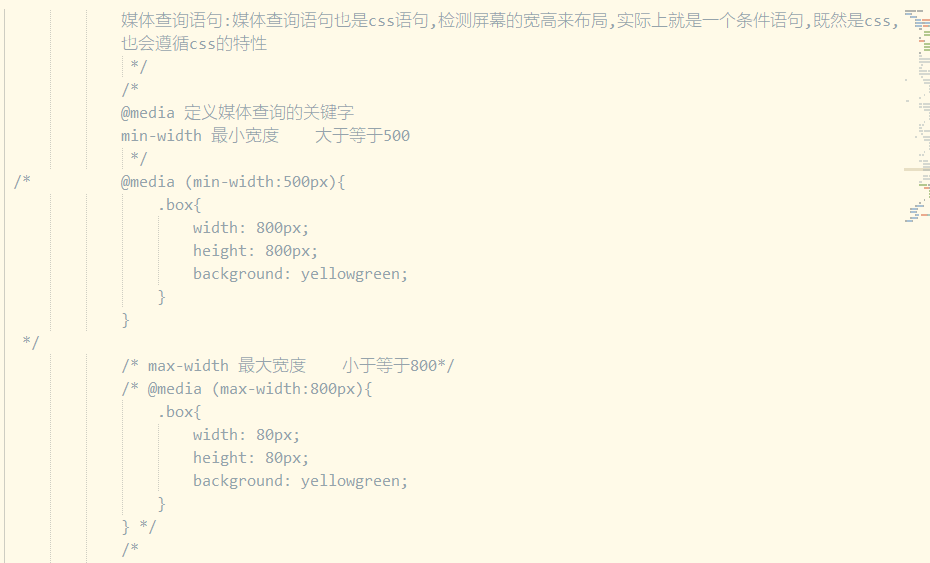 媒体查询语句:媒体查询语句也是css语句,检测屏幕的宽高来布局,实际上就是一个条件语句,既然是css,
也会遵循css的特性
*/
/*
@media 定义媒体查询的关键字
min-width 最小宽度    大于等于500
*/
/*          @media (min-width:500px){
.box{
width: 800px;
height: 800px;
background: yellowgreen;
}
}
*/
/* max-width 最大宽度    小于等于800*/
/* @media (max-width:800px){
.box{
width: 80px;
height: 80px;
background: yellowgreen;
}
} */
/*